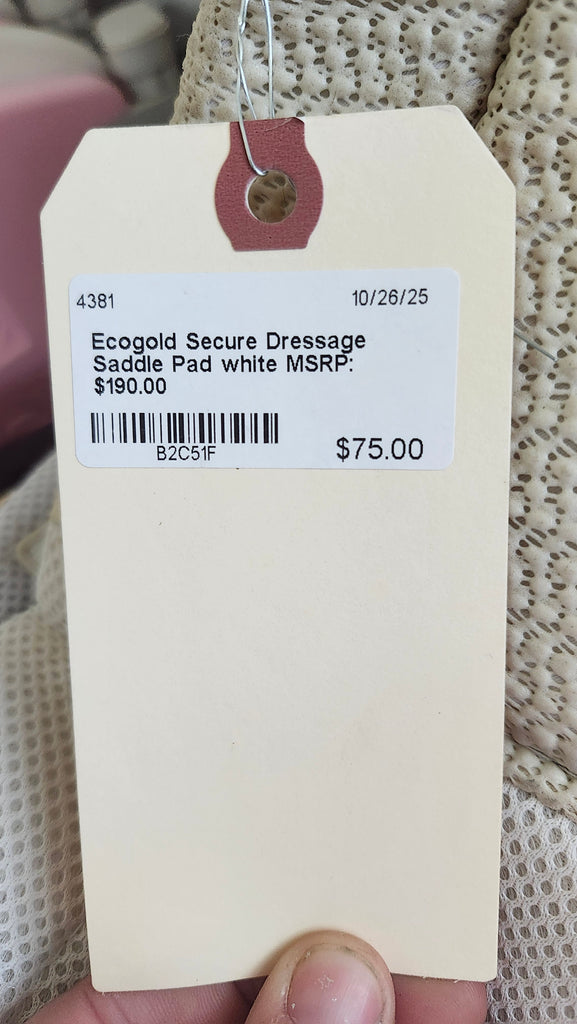 4381 10/26/25
Ecogold Secure Dressage
Saddle Pad white MSRP:
$190.00
B2C51F $75.00